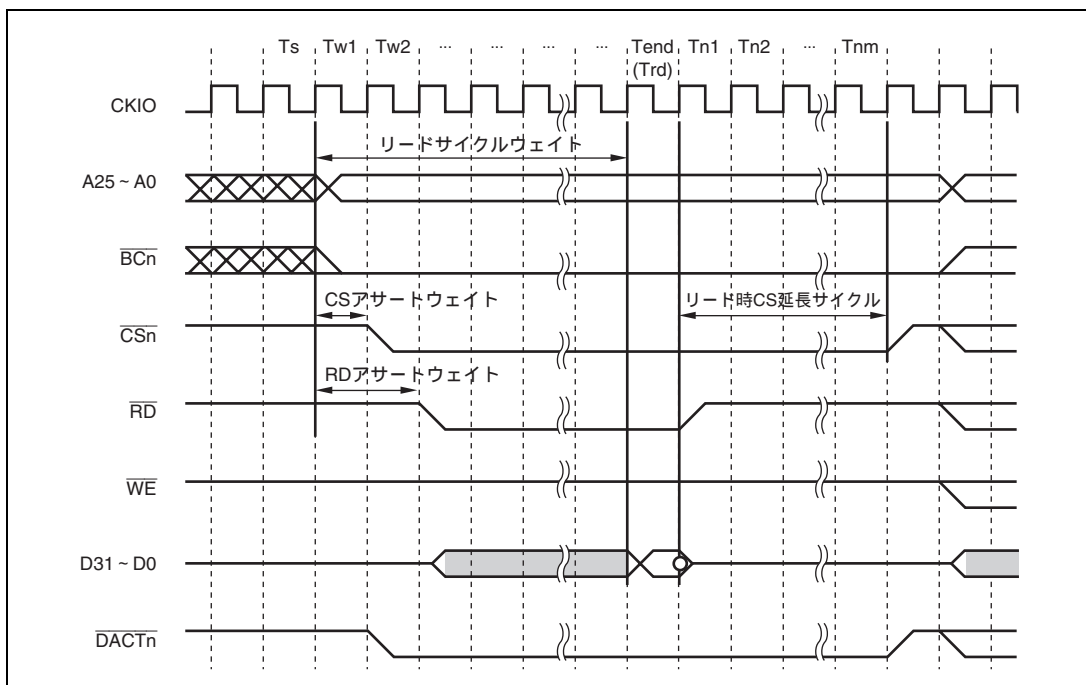 Ts Tw1 Tw2 ... ... ... ... Tend Tn1 Tn2 ... Tnm
(Trd)
CKIO
リードサイクルウェイト
A25 ~ A0
BCn
CSアサートウェイト リード時CS延長サイクル
CSn
RDアサートウェイト
RD
WE
D31 ~ D0
DACTn